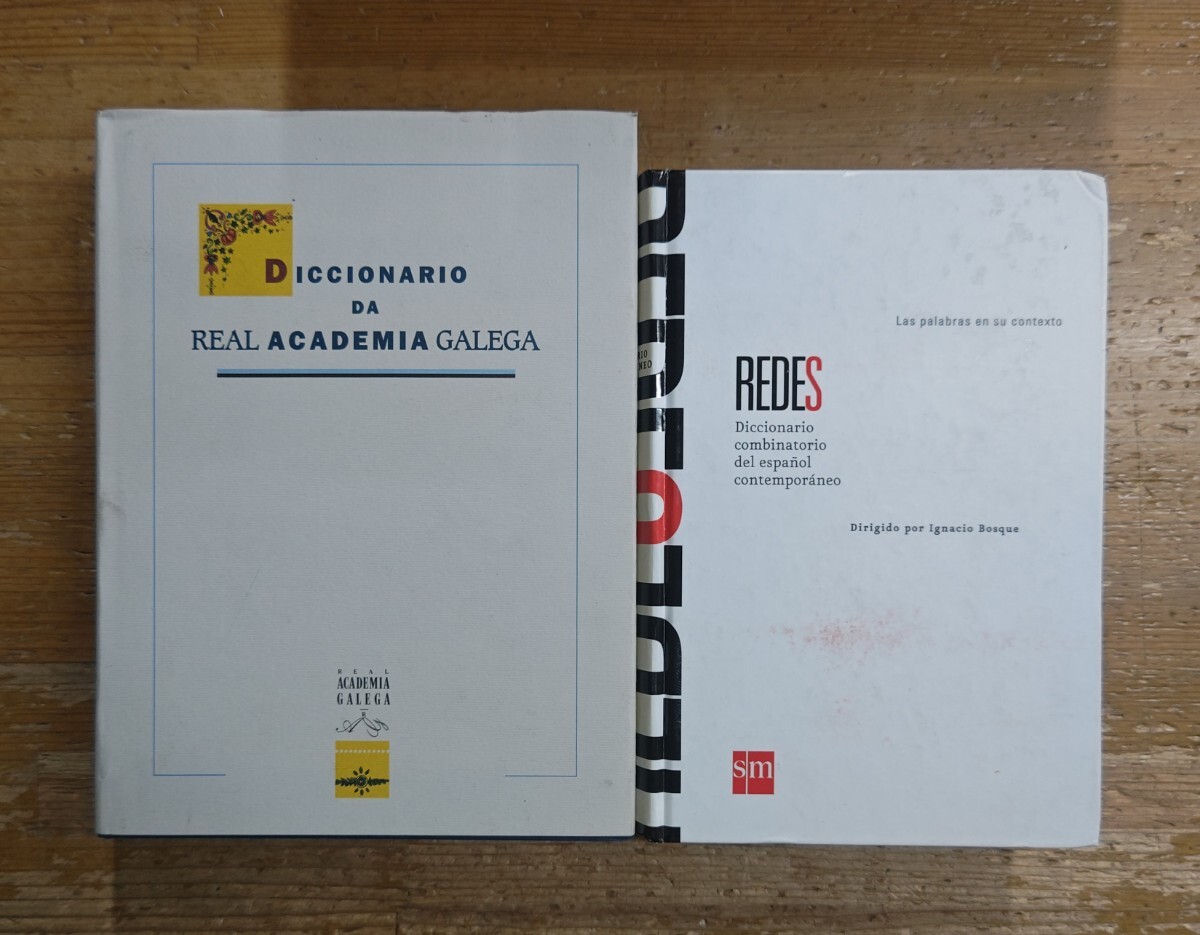 DICCIONARIO
DA
REAL ACADEMIA GALEGA
REAL
ACADEMIA
GALEGA
Las palabras en su contexto
REDES
Diccionario
combinatorio
del español
contemporáneo
Dirigido por Ignacio Bosque
sm